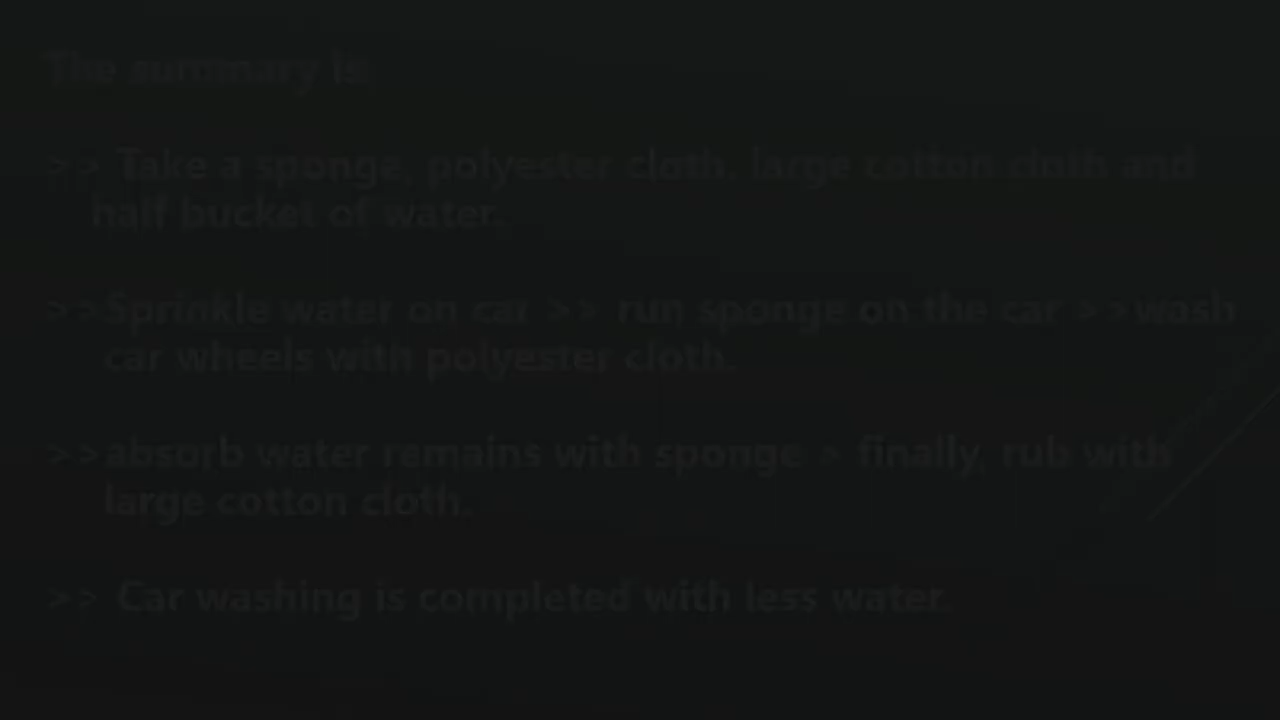 The summary is:
>> Take a sponge, polyester cloth, large cotton cloth and
half bucket of water.
>>Sprinkle water on car >> run sponge on the car >>wash
car wheels with polyester cloth.
>>absorb water remains with sponge > finally, rub with
large cotton cloth.
>> Car washing is completed with less water.